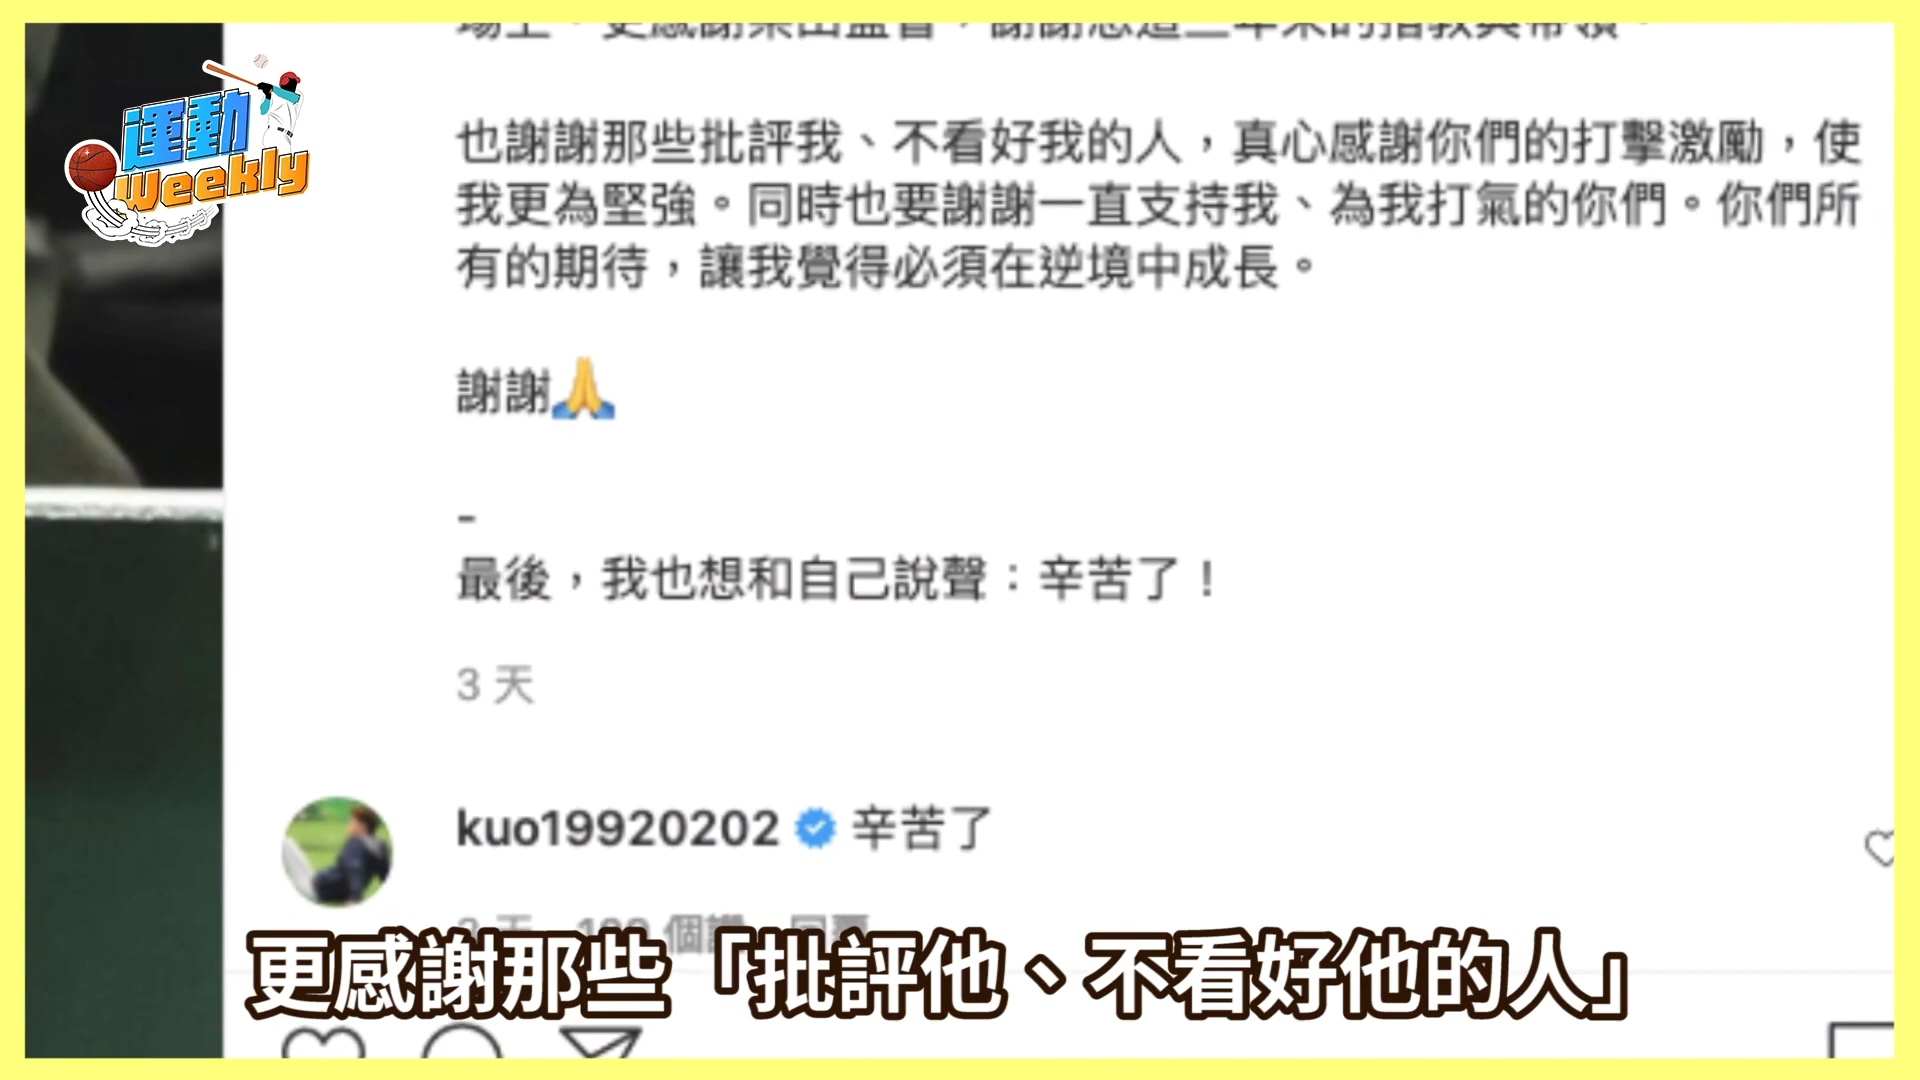 運動
Weekly
也謝謝那些批評我、不看好我的人，真心感謝你們的打擊激勵，使
我更為堅強。同時也要謝謝一直支持我、為我打氣的你們。你們所
有的期待，讓我覺得必須在逆境中成長。
謝謝🙏
-
最後，我也想和自己說聲：辛苦了！
3 天
kuo19920202 辛苦了
更感謝那些「批評他、不看好他的人」